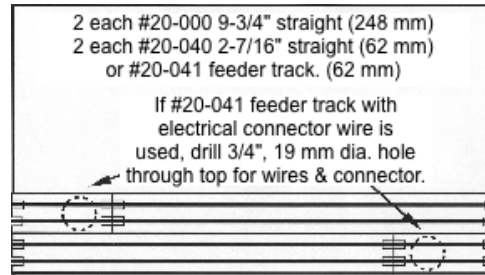 2 each #20-000 9-3/4" straight (248 mm)
2 each #20-040 2-7/16" straight (62 mm)
or #20-041 feeder track. (62 mm)
If #20-041 feeder track with
electrical connector wire is
used, drill 3/4", 19 mm dia. hole
through top for wires & connector.